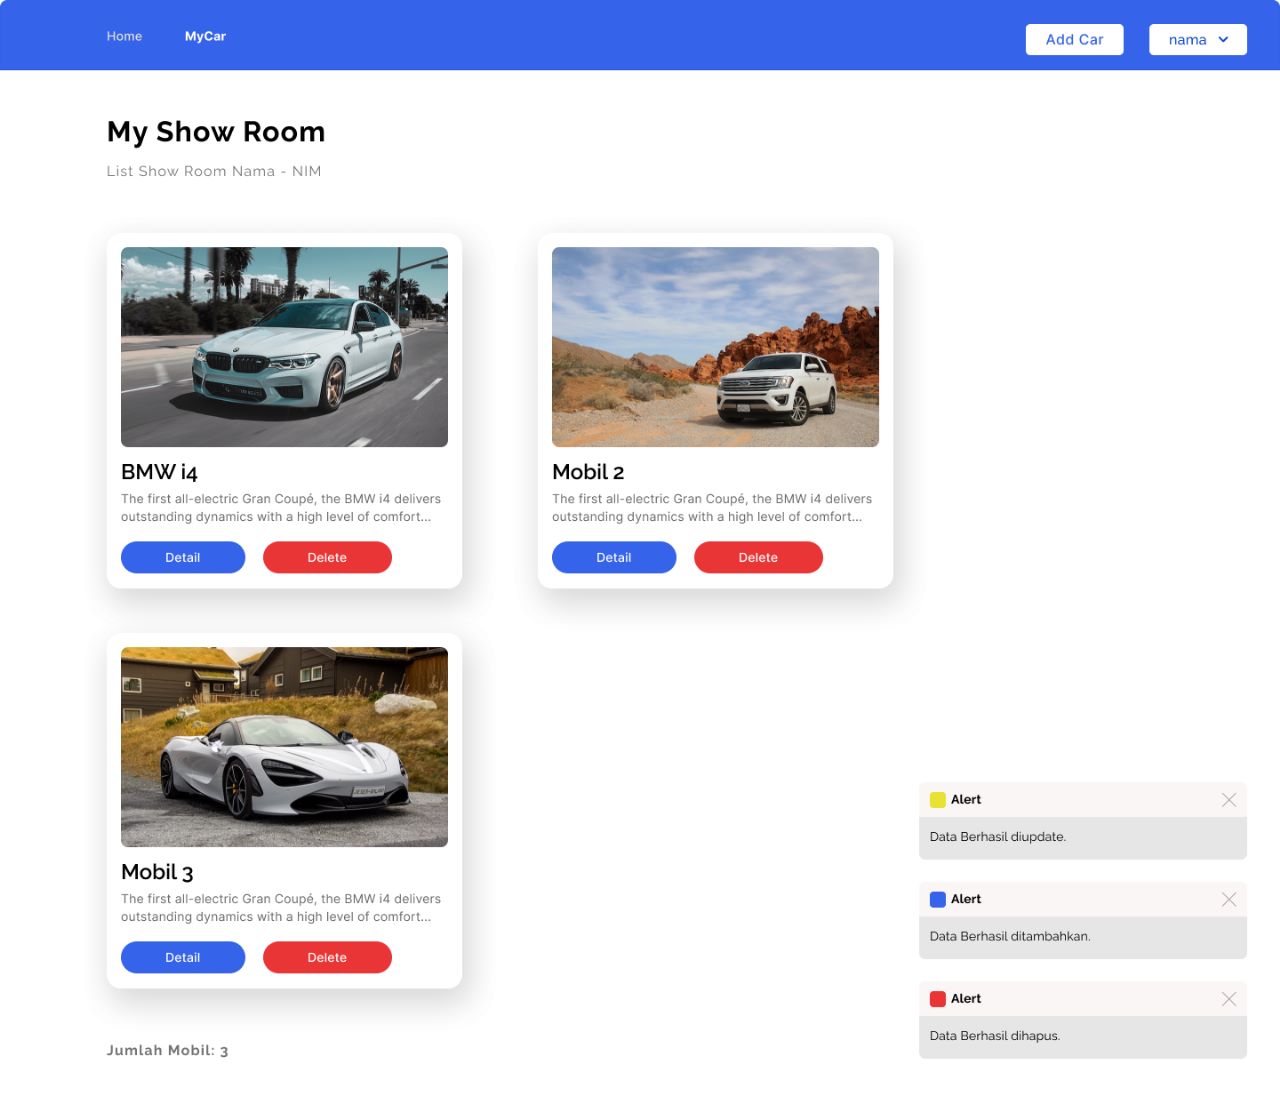 Home
MyCar
Add Car
nama
My Show Room
List Show Room Nama - NIM
BMW i4
The first all-electric Gran Coupé, the BMW i4 delivers
outstanding dynamics with a high level of comfort...
Detail
Delete
Mobil 2
The first all-electric Gran Coupé, the BMW i4 delivers
outstanding dynamics with a high level of comfort...
Detail
Delete
Mobil 3
The first all-electric Gran Coupé, the BMW i4 delivers
outstanding dynamics with a high level of comfort...
Detail
Delete
Alert
Data Berhasil diupdate.
Alert
Data Berhasil ditambahkan.
Alert
Data Berhasil dihapus.
Jumlah Mobil: 3